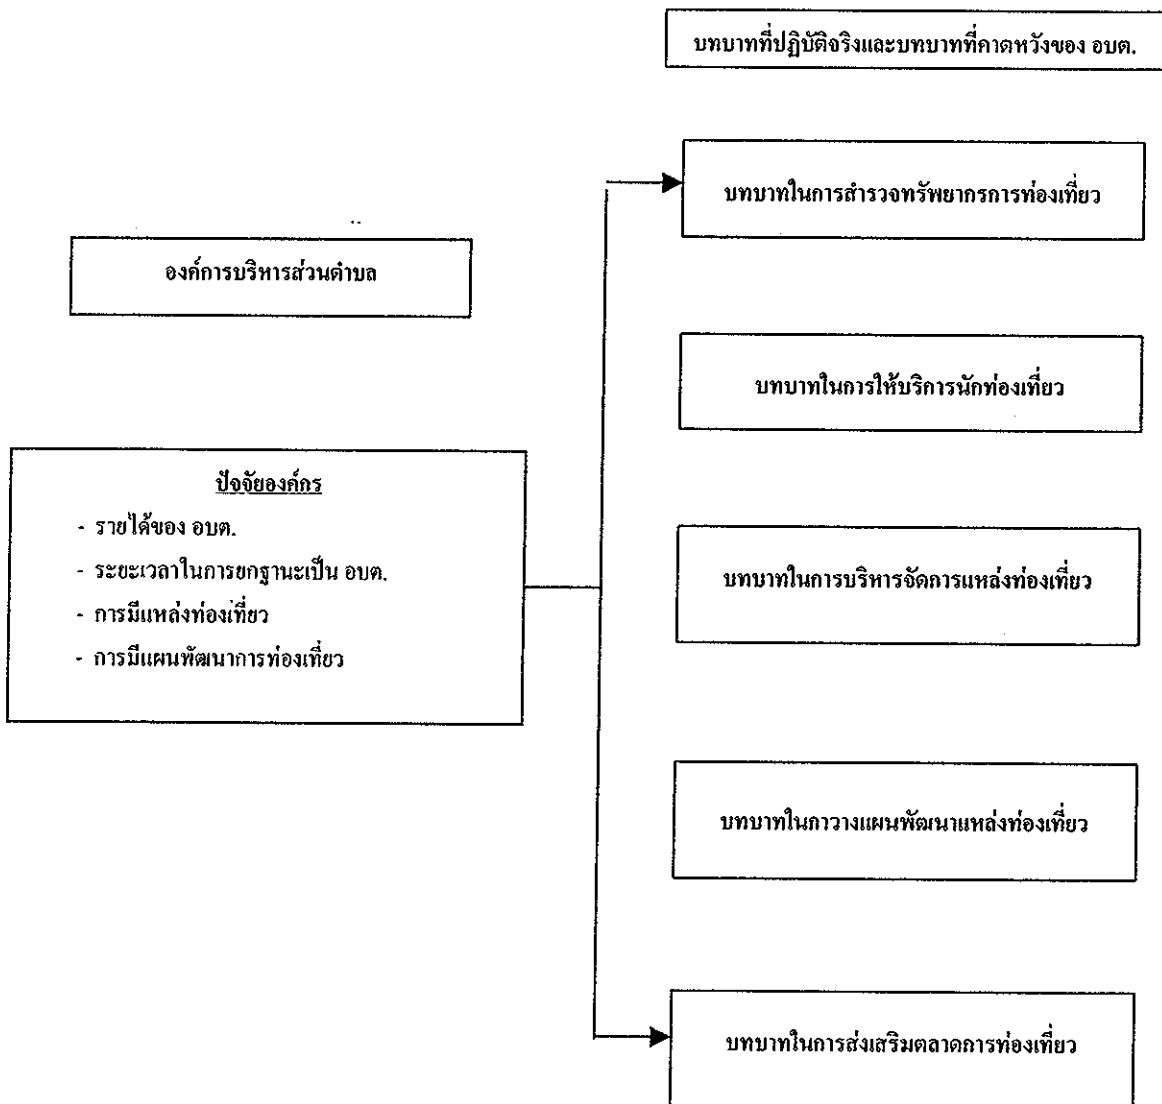 บทบาทที่ปฏิบัติจริงและบทบาทที่คาดหวังของ อบต.
บทบาทในการสำรวจทรัพยากรการท่องเที่ยว
องค์การบริหารส่วนตำบล
บทบาทในการให้บริการนักท่องเที่ยว
ปัจจัยองค์กร
- รายได้ของ อบต.
- ระยะเวลาในการยกฐานะเป็น อบต.
- การมีแหล่งท่องเที่ยว
- การมีแผนพัฒนาการท่องเที่ยว
บทบาทในการบริหารจัดการแหล่งท่องเที่ยว
บทบาทในกาวางแผนพัฒนาแหล่งท่องเที่ยว
บทบาทในการส่งเสริมตลาดการท่องเที่ยว